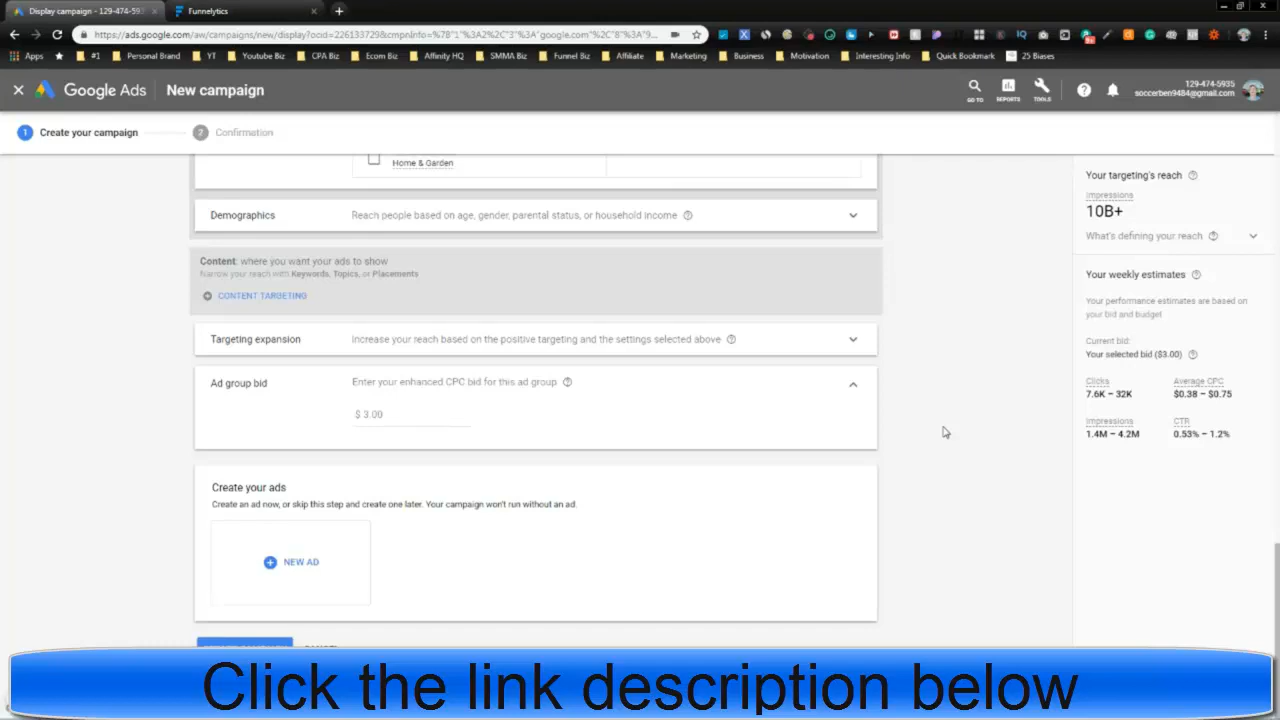 Display campaign - 129-474-593
Funnelytics
https://ads.google.com/aw/campaigns/new/display?ocid=226133729&cmpnInfo=%7B"1"%3A2%2C"3"%3A"google.com"%2C"8"%3A"9...
Apps
#1
Personal Brand
YT
Youtube Biz
CPA Biz
Ecom Biz
Affinity HQ
SMMA Biz
Funnel Biz
Affiliate
Marketing
Business
Motivation
Interesting Info
Quick Bookmark
25 Biases
Google Ads
New campaign
GO TO
REPORTS
TOOLS
129-474-5935
soccerben9484@gmail.com
1 Create your campaign
2 Confirmation
Home & Garden
Demographics
Reach people based on age, gender, parental status, or household income
Content: where you want your ads to show
Narrow your reach with Keywords, Topics, or Placements
CONTENT TARGETING
Targeting expansion
Increase your reach based on the positive targeting and the settings selected above
Ad group bid
Enter your enhanced CPC bid for this ad group
$ 3.00
Create your ads
Create an ad now, or skip this step and create one later. Your campaign won't run without an ad.
NEW AD
Your targeting's reach
Impressions
10B+
What's defining your reach
Your weekly estimates
Your performance estimates are based on
your bid and budget
Current bid:
Your selected bid ($3.00)
Clicks
Average CPC
7.6K – 32K
$0.38 – $0.75
Impressions
CTR
1.4M – 4.2M
0.53% – 1.2%
Click the link description below